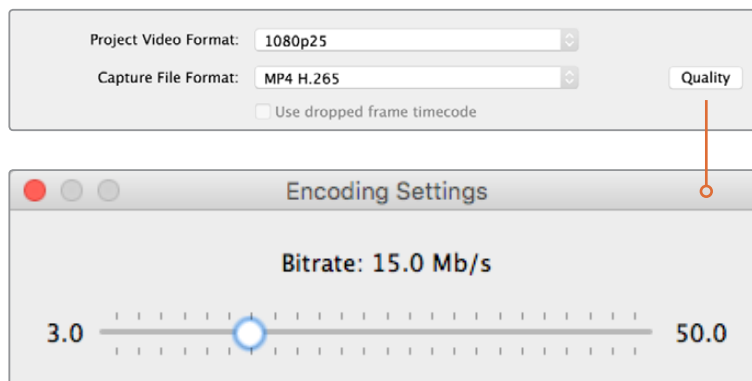 Project Video Format: 1080p25
Capture File Format: MP4 H.265 Quality
Use dropped frame timecode
Encoding Settings
Bitrate: 15.0 Mb/s
3.0 50.0